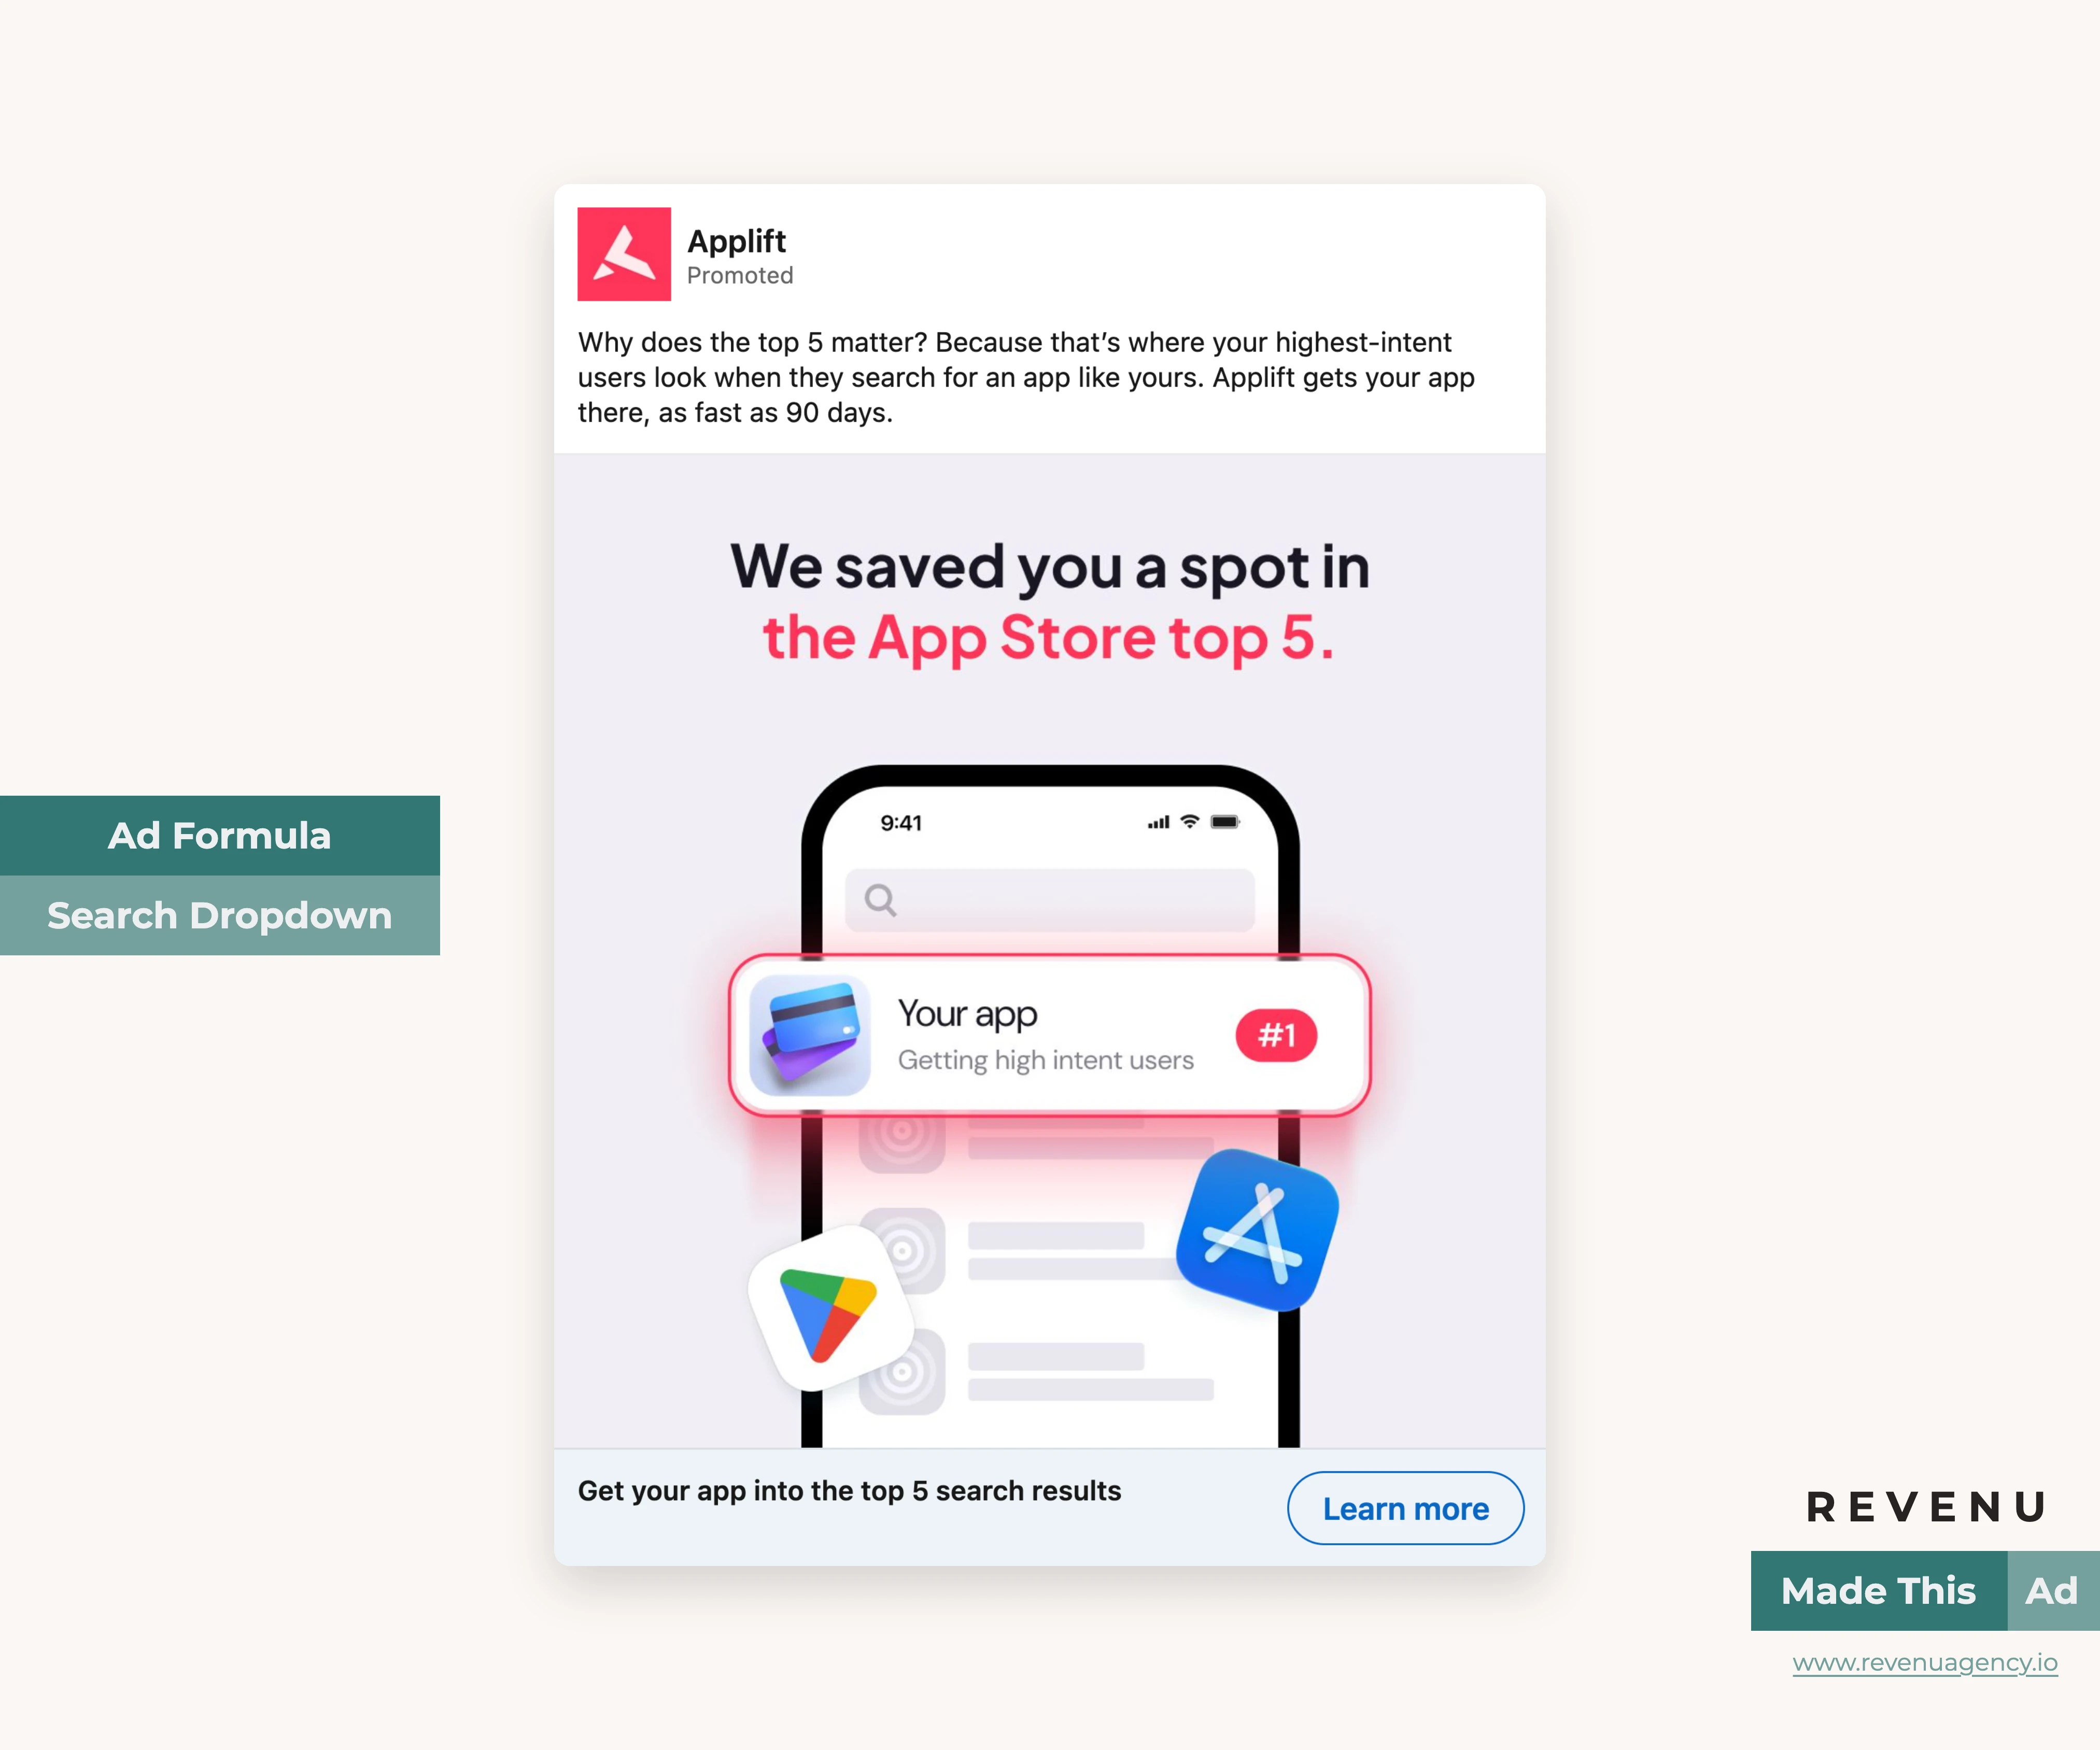 Applift
Promoted
Why does the top 5 matter? Because that’s where your highest-intent
users look when they search for an app like yours. Applift gets your app
there, as fast as 90 days.
We saved you a spot in
the App Store top 5.
9:41
Your app
Getting high intent users
#1
Get your app into the top 5 search results
Learn more
Ad Formula
Search Dropdown
REVENU
Made This Ad
www.revenuagency.io